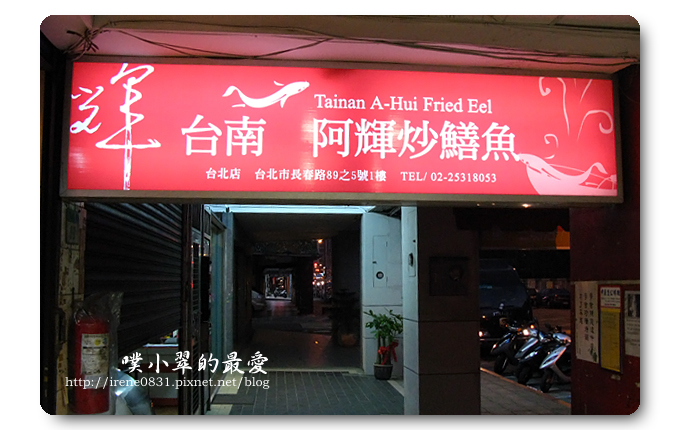 輝
Tainan A-Hui Fried Eel
台南 阿輝炒鱔魚
台北店 台北市長春路89之5號1樓 TEL/ 02-25318053
噗小翠的最愛
http://irene0831.pixnet.net/blog